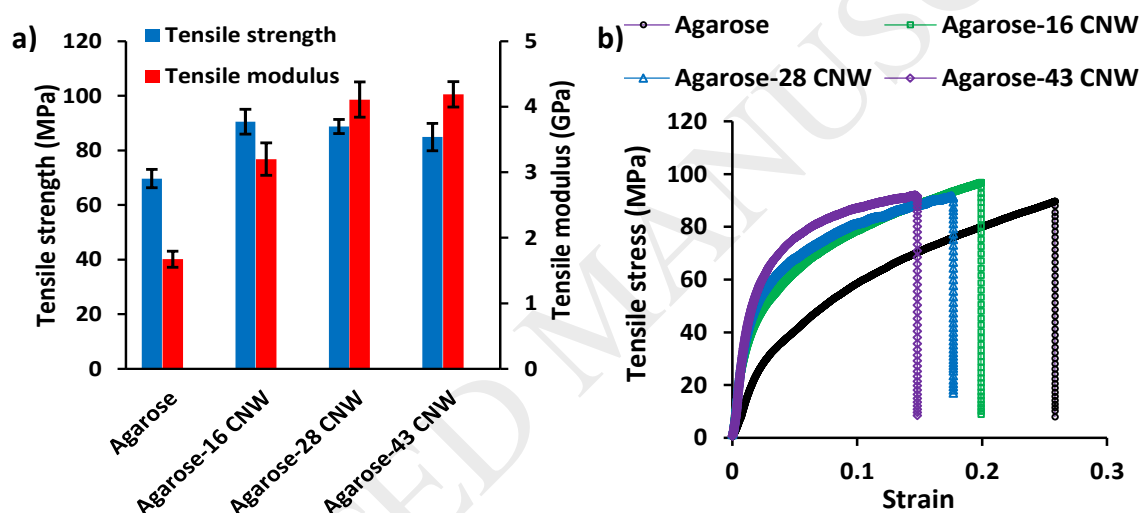 a)
Tensile strength
Tensile modulus
Tensile strength (MPa)
120
100
80
60
40
20
0
5
4
3
2
1
0
Tensile modulus (GPa)
Agarose
Agarose-16 CNW
Agarose-28 CNW
Agarose-43 CNW
b)
Agarose
Agarose-16 CNW
Agarose-28 CNW
Agarose-43 CNW
Tensile stress (MPa)
120
100
80
60
40
20
0
0
0.1
0.2
0.3
Strain
TED MANUSC